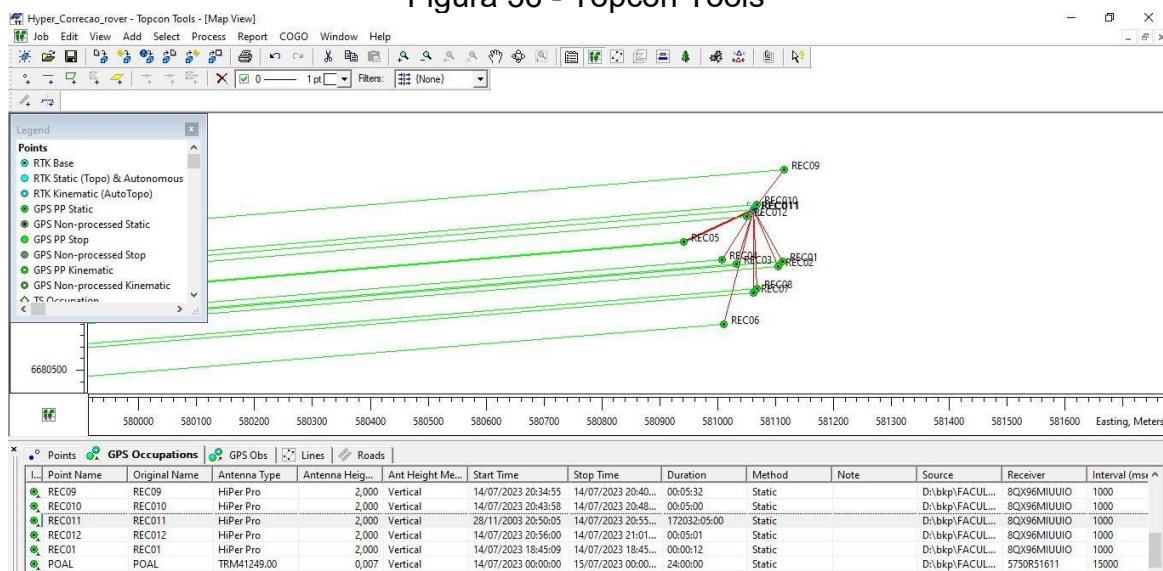 Figura 36 - Topcon Tools
Hyper_Correcao_rover - Topcon Tools - [Map View]
Job Edit View Add Select Process Report COGO Window Help
0 1 pt Filters: {None}
Legend
Points
RTK Base
RTK Static (Topo) & Autonomous
RTK Kinematic (AutoTopo)
GPS PP Static
GPS Non-processed Static
GPS PP Stop
GPS Non-processed Stop
GPS PP Kinematic
GPS Non-processed Kinematic
TS Occupation
REC09
REC010
REC011
REC012
REC05
REC04
REC03
REC01
REC02
REC08
REC07
REC06
6680500
580000 580100 580200 580300 580400 580500 580600 580700 580800 580900 581000 581100 581200 581300 581400 581500 581600 Easting, Meters
Points GPS Occupations GPS Obs Lines Roads
I... Point Name Original Name Antenna Type Antenna Heig... Ant Height Me... Start Time Stop Time Duration Method Note Source Receiver Interval (mse
REC09 REC09 HiPer Pro 2,000 Vertical 14/07/2023 20:34:55 14/07/2023 20:40... 00:05:32 Static D:\bkp\FACUL... 8QX96MIUUIO 1000
REC010 REC010 HiPer Pro 2,000 Vertical 14/07/2023 20:43:58 14/07/2023 20:48... 00:05:00 Static D:\bkp\FACUL... 8QX96MIUUIO 1000
REC011 REC011 HiPer Pro 2,000 Vertical 28/11/2003 20:50:05 14/07/2023 20:55... 172032:05:00 Static D:\bkp\FACUL... 8QX96MIUUIO 1000
REC012 REC012 HiPer Pro 2,000 Vertical 14/07/2023 20:56:00 14/07/2023 21:01... 00:05:01 Static D:\bkp\FACUL... 8QX96MIUUIO 1000
REC01 REC01 HiPer Pro 2,000 Vertical 14/07/2023 18:45:09 14/07/2023 18:45... 00:00:12 Static D:\bkp\FACUL... 8QX96MIUUIO 1000
POAL POAL TRM41249.00 0,007 Vertical 14/07/2023 00:00:00 15/07/2023 00:00... 24:00:00 Static D:\bkp\FACUL... 5750R51611 15000